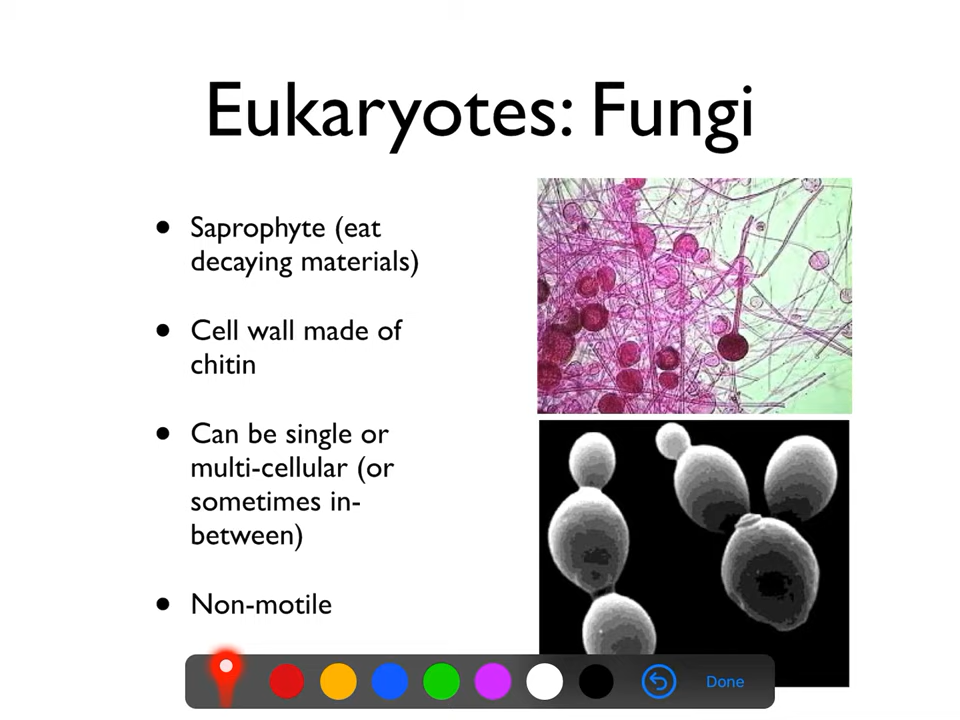 Eukaryotes: Fungi
• Saprophyte (eat
decaying materials)
• Cell wall made of
chitin
• Can be single or
multi-cellular (or
sometimes in-
between)
• Non-motile
Done